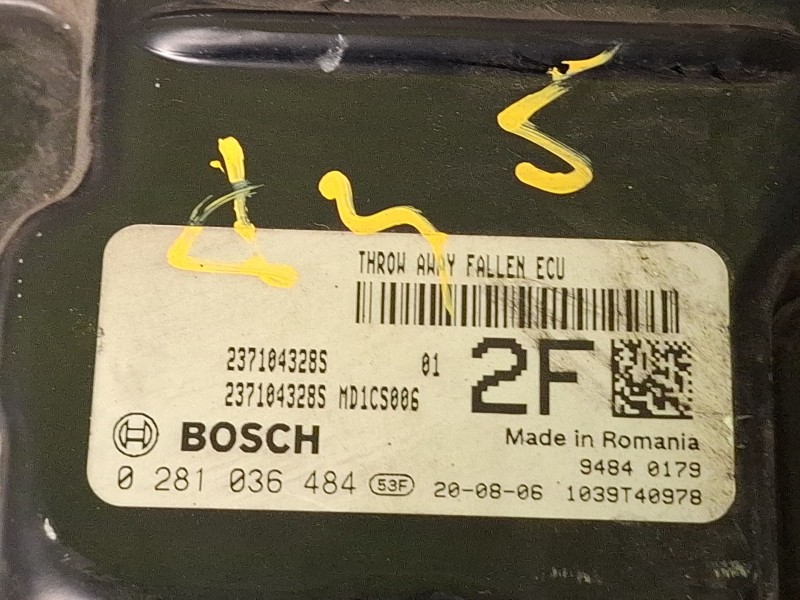 THROW AWAY FALLEN ECU
237104328S 01
237104328S MD1CS006
2F
BOSCH
Made in Romania
9484 0179
0 281 036 484 53F 20-08-06 1039T40978